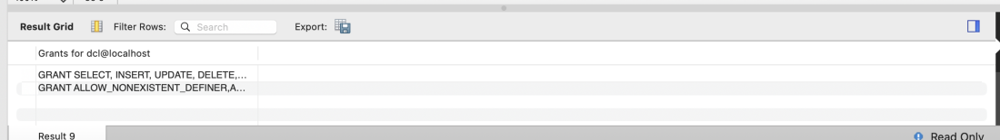 Result Grid Filter Rows: Search Export:
Grants for dcl@localhost
GRANT SELECT, INSERT, UPDATE, DELETE,...
GRANT ALLOW_NONEXISTENT_DEFINER,A...
Result 9 Read Only